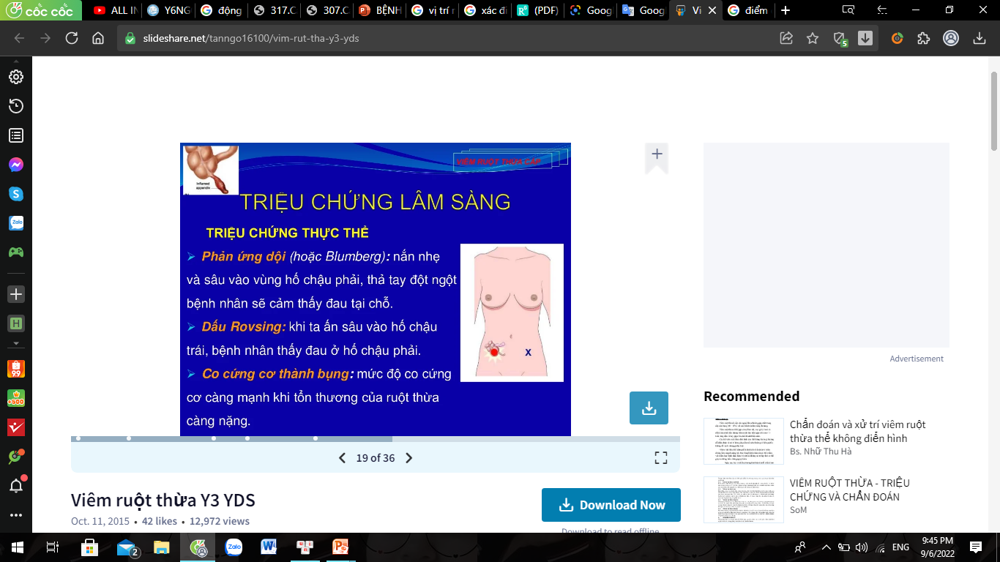 cốc cốc
ALL IN
Y6NG
động
317.C
307.C
BỆNH
vị trí r
xác đi
(PDF)
Goog
Goog
Vi
điểm
slideshare.net/tanngo16100/vim-rut-tha-y3-yds
5
VIÊM RUỘT THỪA CẤP
Inflamed
appendix
TRIỆU CHỨNG LÂM SÀNG
TRIỆU CHỨNG THỰC THỂ
Phản ứng dội (hoặc Blumberg): nắn nhẹ
và sâu vào vùng hố chậu phải, thả tay đột ngột
bệnh nhân sẽ cảm thấy đau tại chỗ.
Dấu Rovsing: khi ta ấn sâu vào hố chậu
trái, bệnh nhân thấy đau ở hố chậu phải.
Co cứng cơ thành bụng: mức độ co cứng
cơ càng mạnh khi tổn thương của ruột thừa
càng nặng.
X
19 of 36
Viêm ruột thừa Y3 YDS
Oct. 11, 2015 • 42 likes • 12,973 views
Download Now
Download to read offline
Advertisement
Recommended
Chẩn đoán và xử trí viêm ruột
thừa thể không điển hình
Bs. Nhữ Thu Hà
VIÊM RUỘT THỪA - TRIỆU
CHỨNG VÀ CHẨN ĐOÁN
SoM
Zalo
H
2
Zalo
ENG
9:45 PM
9/6/2022